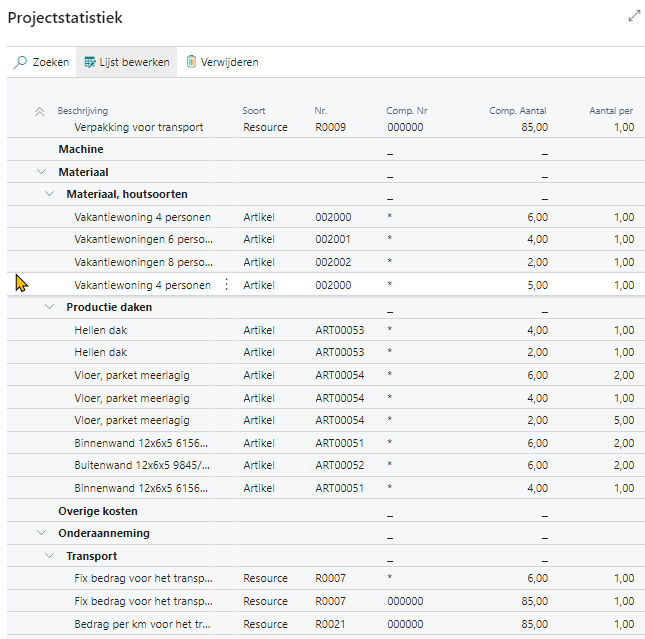 Projectstatistiek
Zoeken Lijst bewerken Verwijderen
Beschrijving Soort Nr. Comp. Nr Comp. Aantal Aantal per
Verpakking voor transport Resource R0009 000000 85,00 1,00
Machine _ _
Materiaal _ _
Materiaal, houtsoorten _ _
Vakantiewoning 4 personen Artikel 002000 * 6,00 1,00
Vakantiewoningen 6 perso... Artikel 002001 * 4,00 1,00
Vakantiewoningen 8 perso... Artikel 002002 * 2,00 1,00
Vakantiewoning 4 personen Artikel 002000 * 5,00 1,00
Productie daken _ _
Hellen dak Artikel ART00053 * 4,00 1,00
Hellen dak Artikel ART00053 * 2,00 1,00
Vloer, parket meerlagig Artikel ART00054 * 6,00 2,00
Vloer, parket meerlagig Artikel ART00054 * 4,00 1,00
Vloer, parket meerlagig Artikel ART00054 * 2,00 5,00
Binnenwand 12x6x5 6156... Artikel ART00051 * 6,00 2,00
Buitenwand 12x6x5 9845/... Artikel ART00052 * 6,00 2,00
Binnenwand 12x6x5 6156... Artikel ART00051 * 4,00 1,00
Overige kosten _ _
Onderaanneming _ _
Transport _ _
Fix bedrag voor het transp... Resource R0007 * 6,00 1,00
Fix bedrag voor het transp... Resource R0007 000000 85,00 1,00
Bedrag per km voor het tr... Resource R0021 000000 85,00 1,00